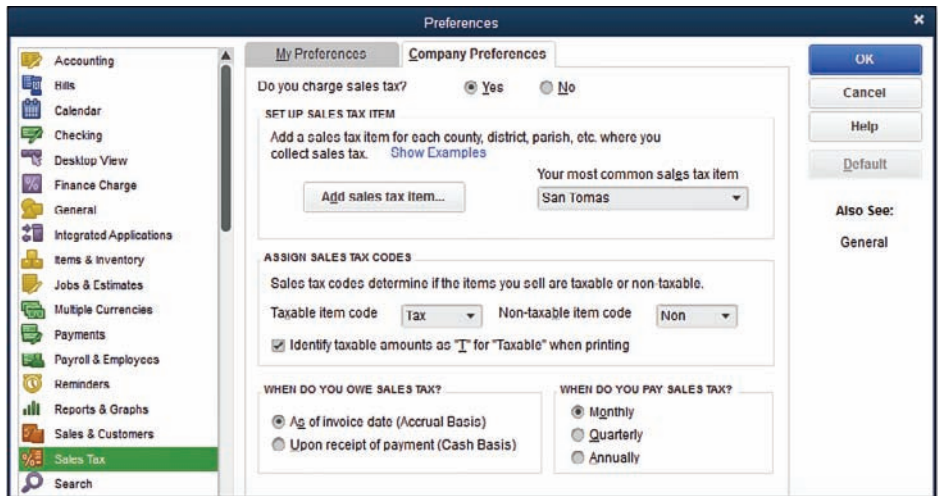 Preferences
Accounting
Bills
Calendar
Checking
Desktop View
Finance Charge
General
Integrated Applications
Items & Inventory
Jobs & Estimates
Multiple Currencies
Payments
Payroll & Employees
Reminders
Reports & Graphs
Sales & Customers
Sales Tax
Search
My Preferences
Company Preferences
Do you charge sales tax? Yes No
SET UP SALES TAX ITEM
Add a sales tax item for each county, district, parish, etc. where you
collect sales tax. Show Examples
Your most common sales tax item
Add sales tax item... San Tomas
ASSIGN SALES TAX CODES
Sales tax codes determine if the items you sell are taxable or non-taxable.
Taxable item code Tax Non-taxable item code Non
Identify taxable amounts as "T" for "Taxable" when printing
WHEN DO YOU OWE SALES TAX?
As of invoice date (Accrual Basis)
Upon receipt of payment (Cash Basis)
WHEN DO YOU PAY SALES TAX?
Monthly
Quarterly
Annually
OK
Cancel
Help
Default
Also See:
General